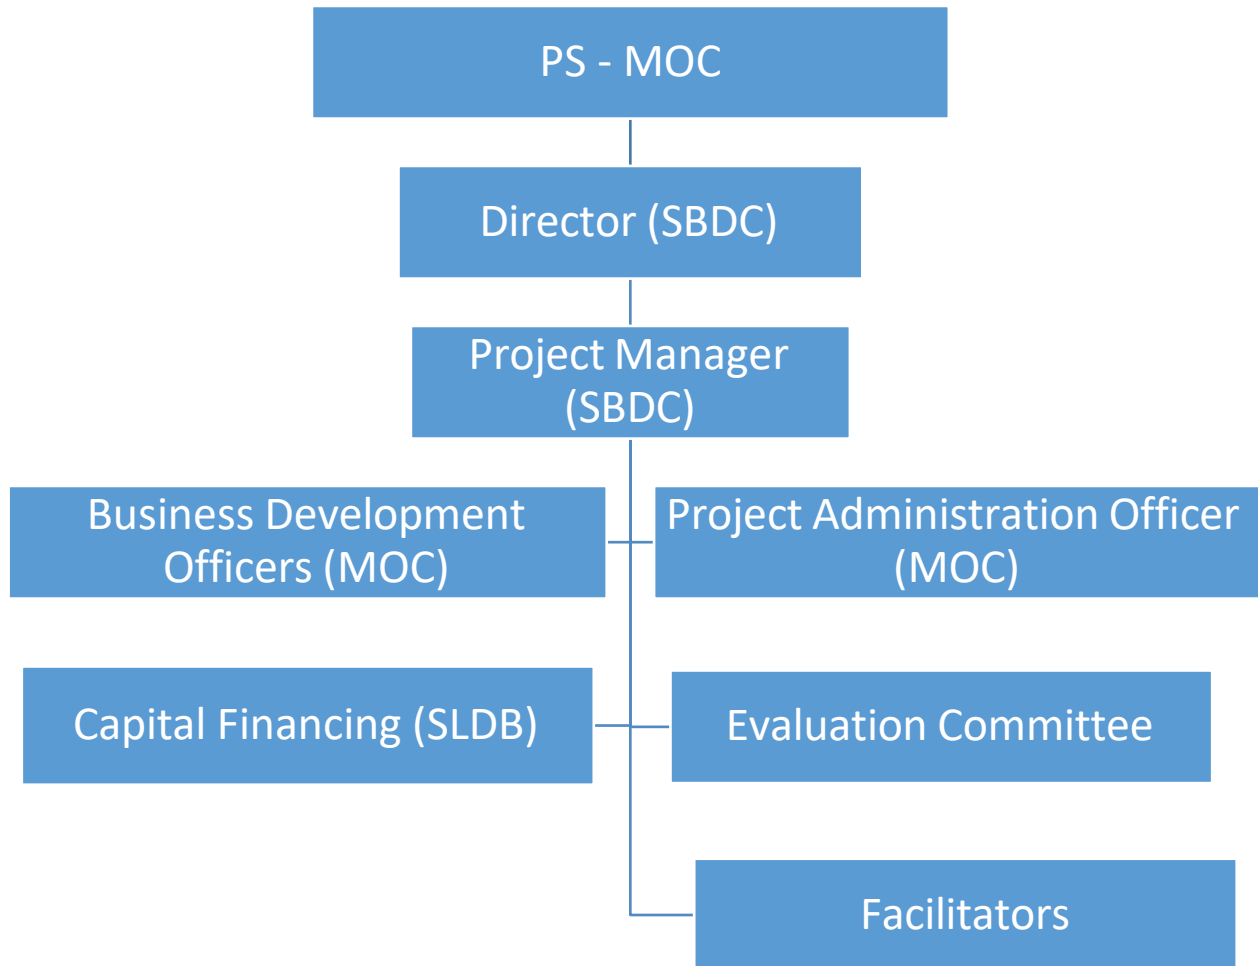 PS - MOC
Director (SBDC)
Project Manager
(SBDC)
Business Development
Officers (MOC)
Project Administration Officer
(MOC)
Capital Financing (SLDB)
Evaluation Committee
Facilitators